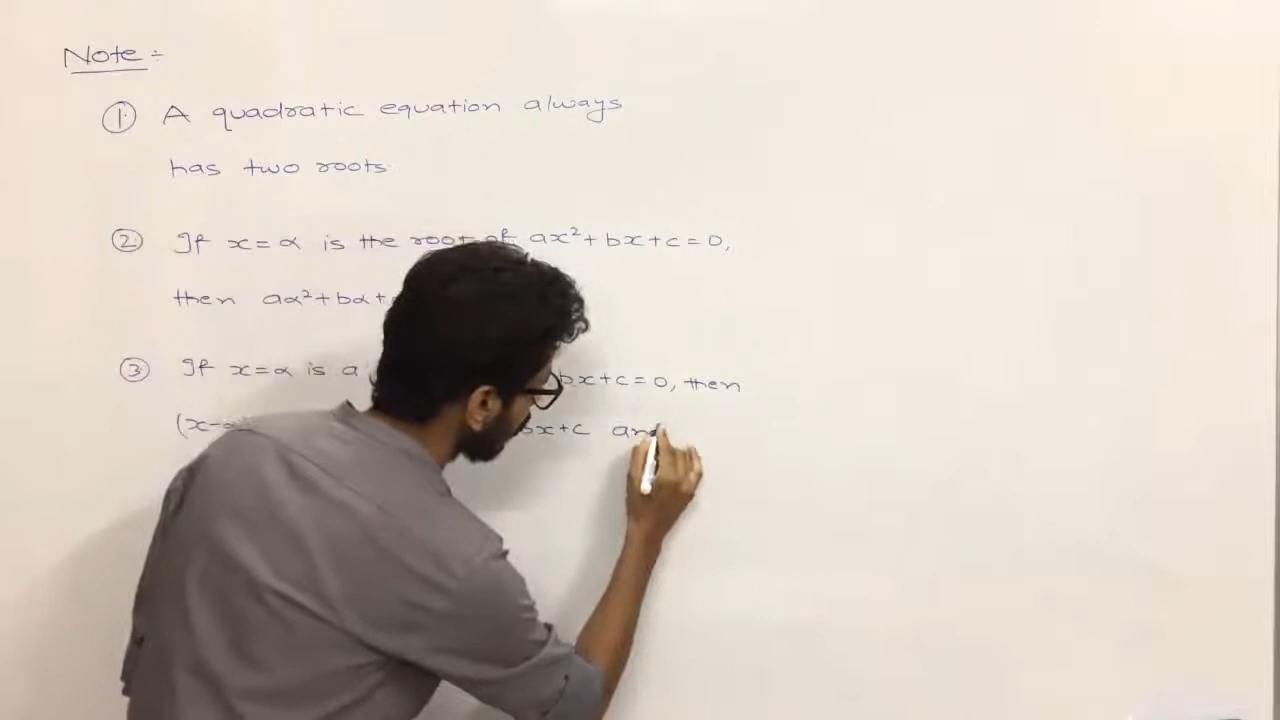 Note :-
① A quadratic equation always
has two roots.
② If x = α is the root of ax²+bx+c = 0,
then aα²+bα+
③ If x=α is a bx+c = 0, then
(x-α) bx+c and